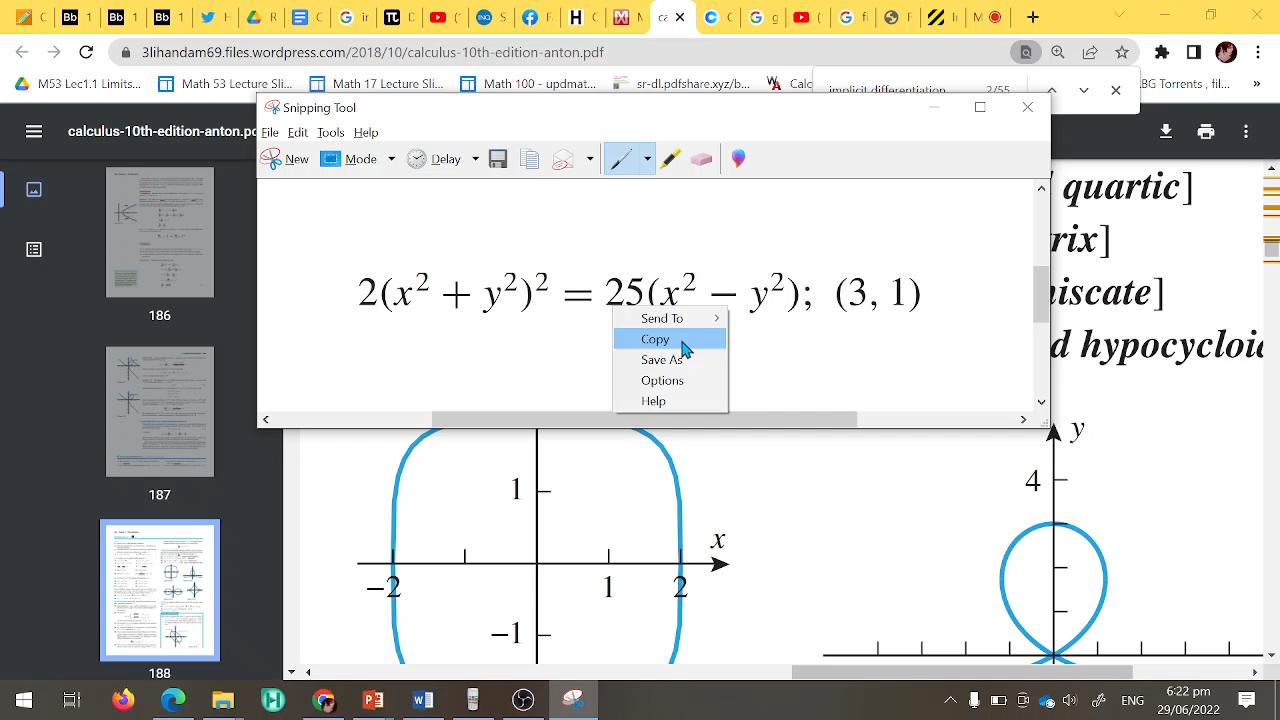 3lihandam69.files.wordpress.com/2018/10/calculus-10th-edition-anton.pdf
M53 Lec1.1 Limits...
Math 53 Lecture Sli...
Math 17 Lecture Slid...
Math 100 - updmat...
sr-dl.pdfshare.xyz/b...
Calc
implicit differentiation
2/55
BG Torrents , fil...
Snipping Tool
calculus-10th-edition-anton.pd
File Edit Tools Help
New Mode Delay
quartic]
rix]
niscate]
d hypocycloid
2(x² + y²)² = 25(x² − y²); (3, 1)
Send To
Copy
Save As
Options
Help
186
187
188
1
−1
−2
1
2
x
y
4
ENG
6:22 pm
29/06/2022